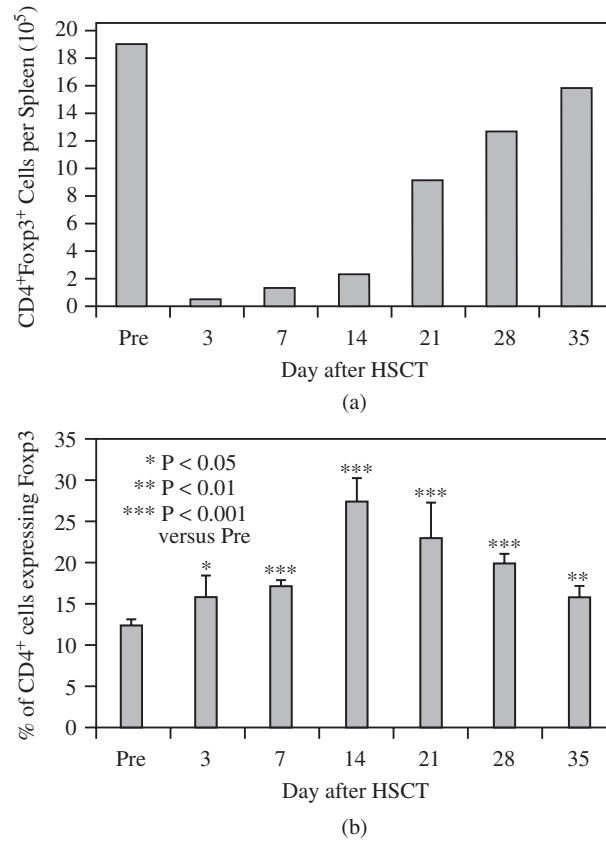 CD4⁺Foxp3⁺ Cells per Spleen (10⁵)
20
18
16
14
12
10
8
6
4
2
0
Pre 3 7 14 21 28 35
Day after HSCT
(a)
% of CD4⁺ cells expressing Foxp3
35
30
25
20
15
10
5
0
* P < 0.05
** P < 0.01
*** P < 0.001
versus Pre
* *** *** *** *** **
Pre 3 7 14 21 28 35
Day after HSCT
(b)